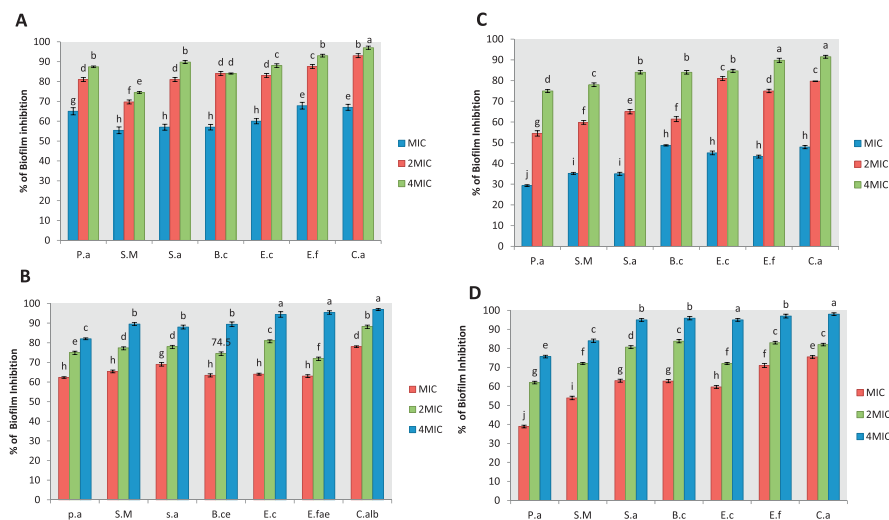 A
% of Biofilm Inhibition
100
90
80
70
60
50
40
30
20
10
0
g d b
h f e
h d b
h d d
h d c
e c b
e b a
P.a S.M S.a B.c E.c E.f C.a
MIC
2MIC
4MIC
B
% of Biofilm Inhibition
100
90
80
70
60
50
40
30
20
10
0
h e c
h d b
g d b
h 74.5 b
h c a
h f a
d b a
p.a S.M s.a B.ce E.c E.fae C.alb
MIC
2MIC
4MIC
C
% of Biofilm Inhibition
100
90
80
70
60
50
40
30
20
10
0
j g d
i f c
i e b
h f b
h c b
h d a
h c a
P.a S.M S.a B.c E.c E.f C.a
MIC
2MIC
4MIC
D
% of Biofilm Inhibition
100
90
80
70
60
50
40
30
20
10
0
j g e
i f c
g d b
g c b
h f a
f c b
e c a
P.a S.M S.a B.c E.c E.f C.a
MIC
2MIC
4MIC